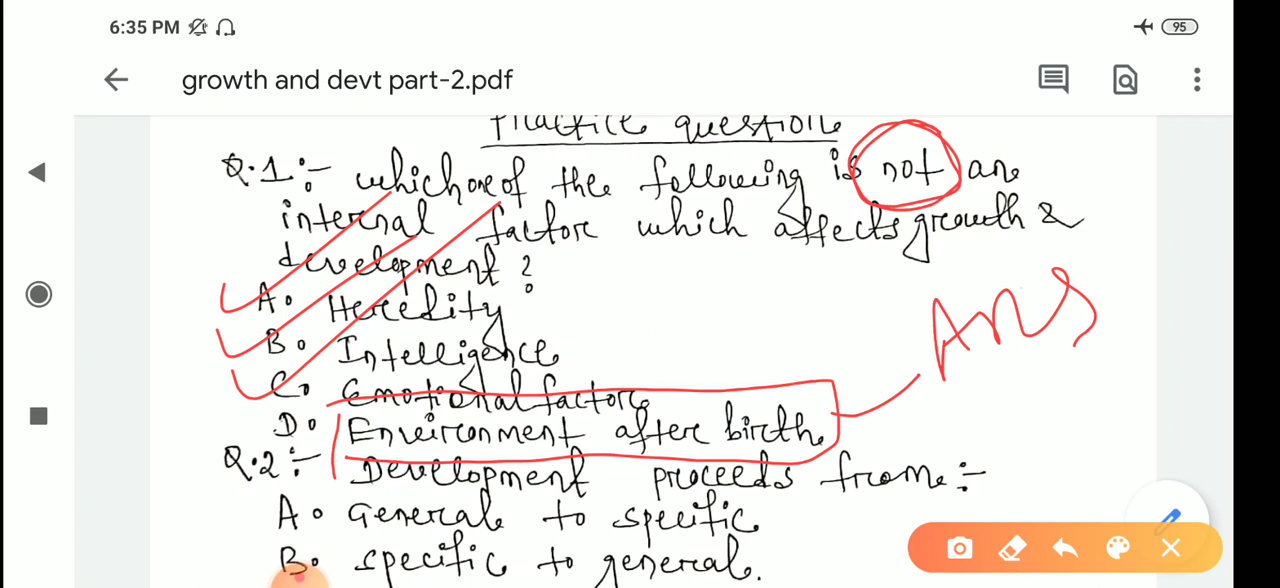 6:35 PM
95
growth and devt part-2.pdf
Practice question
Q.1:- which one of the following is not an
internal factor which affects growth &
development?
A. Heredity
B. Intelligence
C. Emotional factors
D. Environment after birth.
ANS
Q.2:- Development proceeds from:-
A. General to specific
B. specific to general.